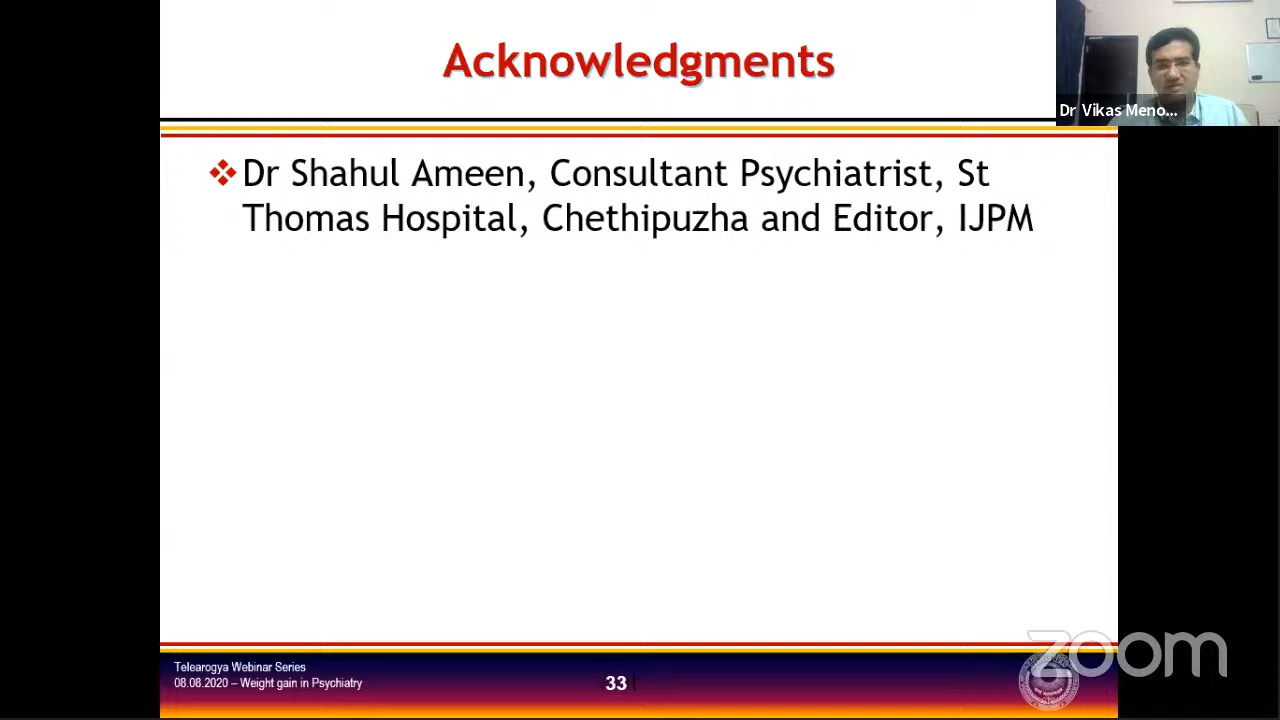 Acknowledgments
Dr Vikas Meno...
Dr Shahul Ameen, Consultant Psychiatrist, St
Thomas Hospital, Chethipuzha and Editor, IJPM
Telearogya Webinar Series
08.08.2020 – Weight gain in Psychiatry
33
zoom